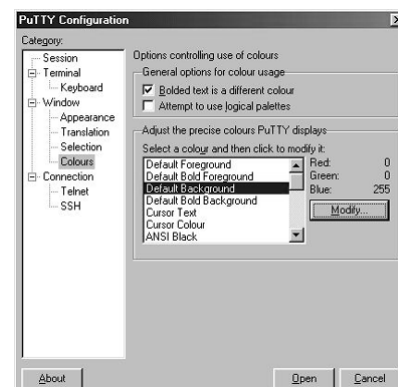 PuTTY Configuration
Category:
Session
Terminal
Keyboard
Window
Appearance
Translation
Selection
Colours
Connection
Telnet
SSH
Options controlling use of colours
General options for colour usage
Bolded text is a different colour
Attempt to use logical palettes
Adjust the precise colours PuTTY displays
Select a colour and then click to modify it:
Default Foreground
Default Bold Foreground
Default Background
Default Bold Background
Cursor Text
Cursor Colour
ANSI Black
Red: 0
Green: 0
Blue: 255
Modify...
About
Open
Cancel